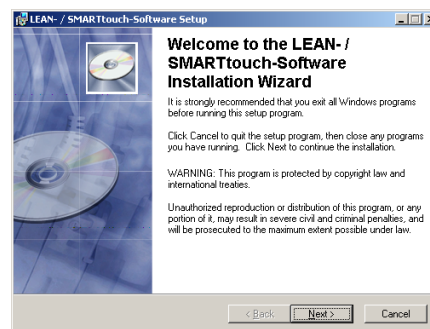 LEAN- / SMARTtouch-Software Setup
Welcome to the LEAN- /
SMARTtouch-Software
Installation Wizard
It is strongly recommended that you exit all Windows programs
before running this setup program.
Click Cancel to quit the setup program, then close any programs
you have running. Click Next to continue the installation.
WARNING: This program is protected by copyright law and
international treaties.
Unauthorized reproduction or distribution of this program, or any
portion of it, may result in severe civil and criminal penalties, and
will be prosecuted to the maximum extent possible under law.
< Back Next > Cancel